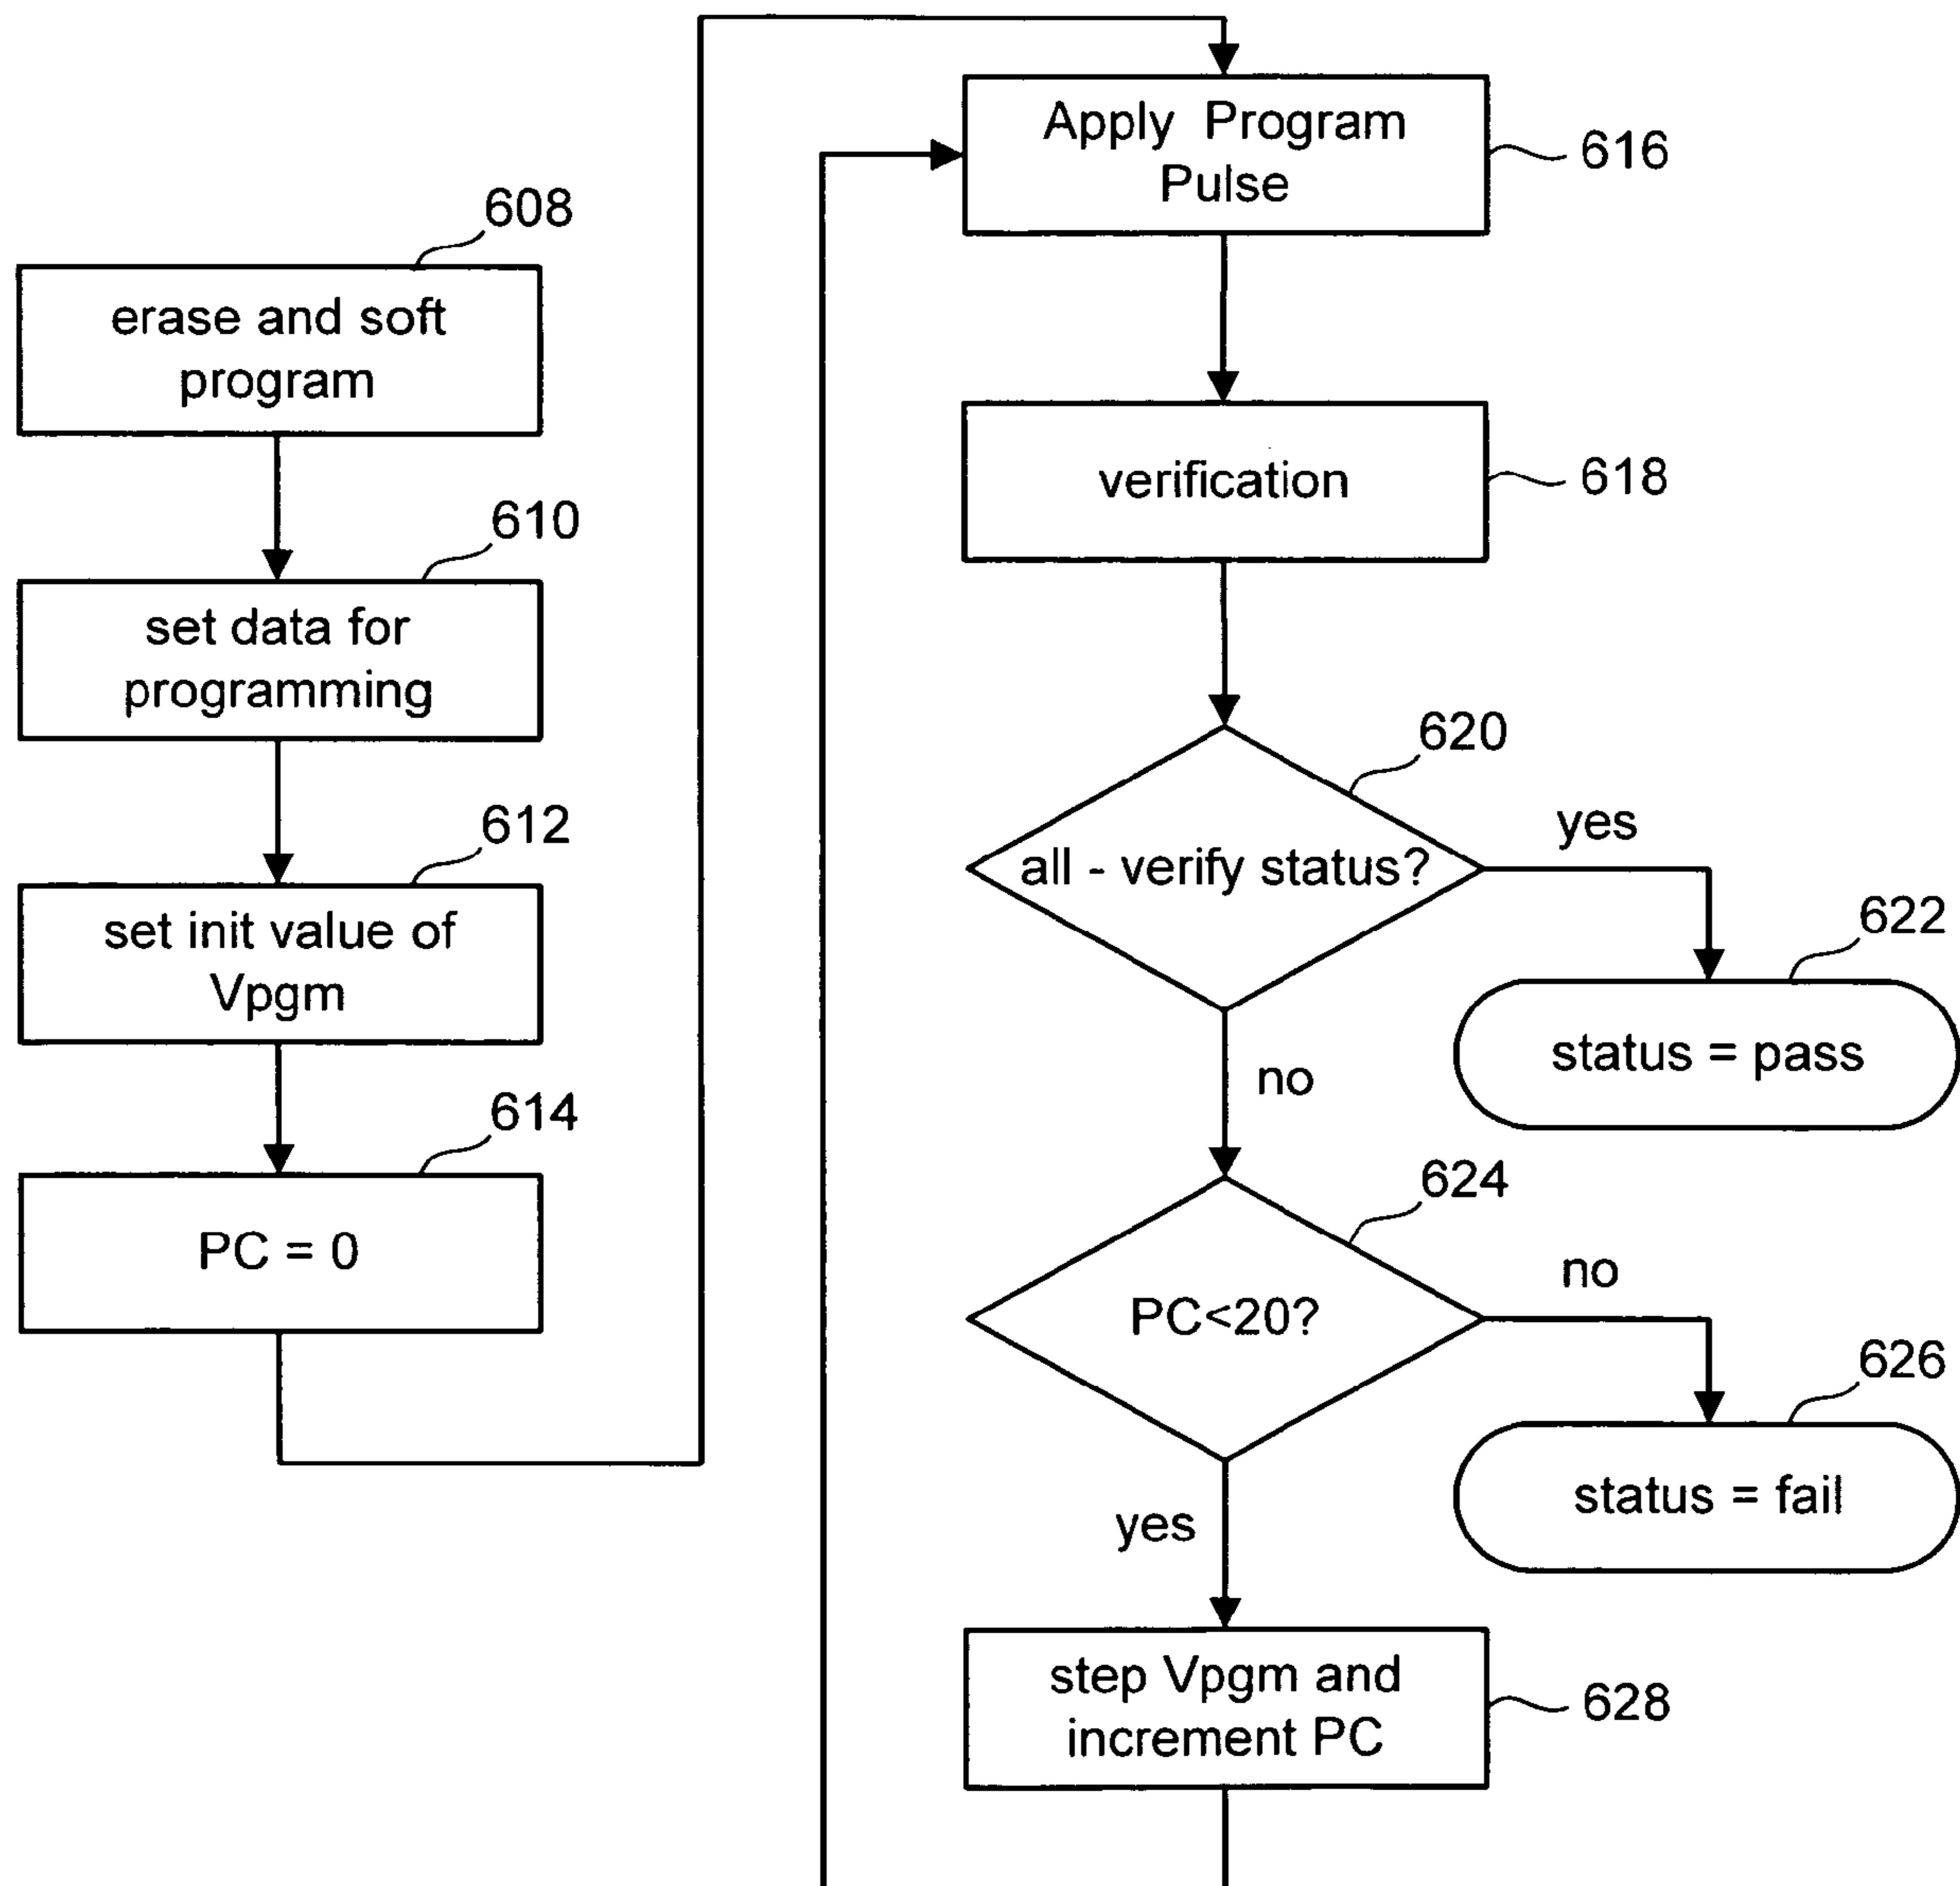 608
erase and soft
program
610
set data for
programming
612
set init value of
Vpgm
614
PC = 0
Apply Program
Pulse
616
verification
618
620
all - verify status?
yes
622
status = pass
no
624
PC<20?
no
626
status = fail
yes
step Vpgm and
increment PC
628